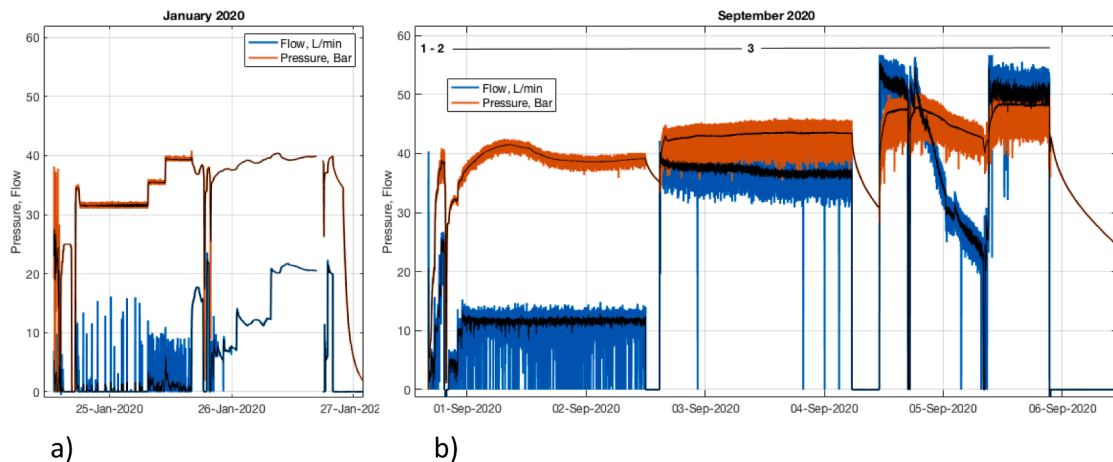 January 2020
60
50
40
30
20
10
0
Pressure, Flow
Flow, L/min
Pressure, Bar
25-Jan-2020
26-Jan-2020
27-Jan-202
a)
September 2020
60
50
40
30
20
10
0
Pressure, Flow
1 - 2
3
Flow, L/min
Pressure, Bar
01-Sep-2020
02-Sep-2020
03-Sep-2020
04-Sep-2020
05-Sep-2020
06-Sep-2020
b)